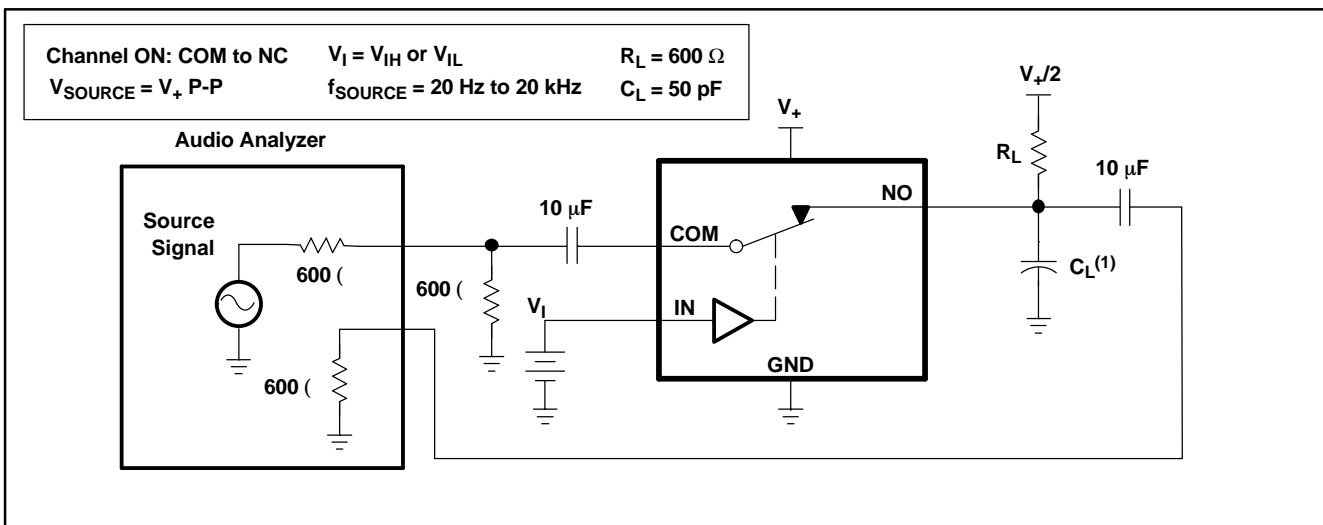 Channel ON: COM to NC V_I = V_IH or V_IL R_L = 600 Ω
V_SOURCE = V_+ P-P f_SOURCE = 20 Hz to 20 kHz C_L = 50 pF
Audio Analyzer
Source
Signal
600 (
600 (
600 (
10 μF
V_I
V_+
COM
NO
IN
GND
V_+/2
R_L
10 μF
C_L(1)